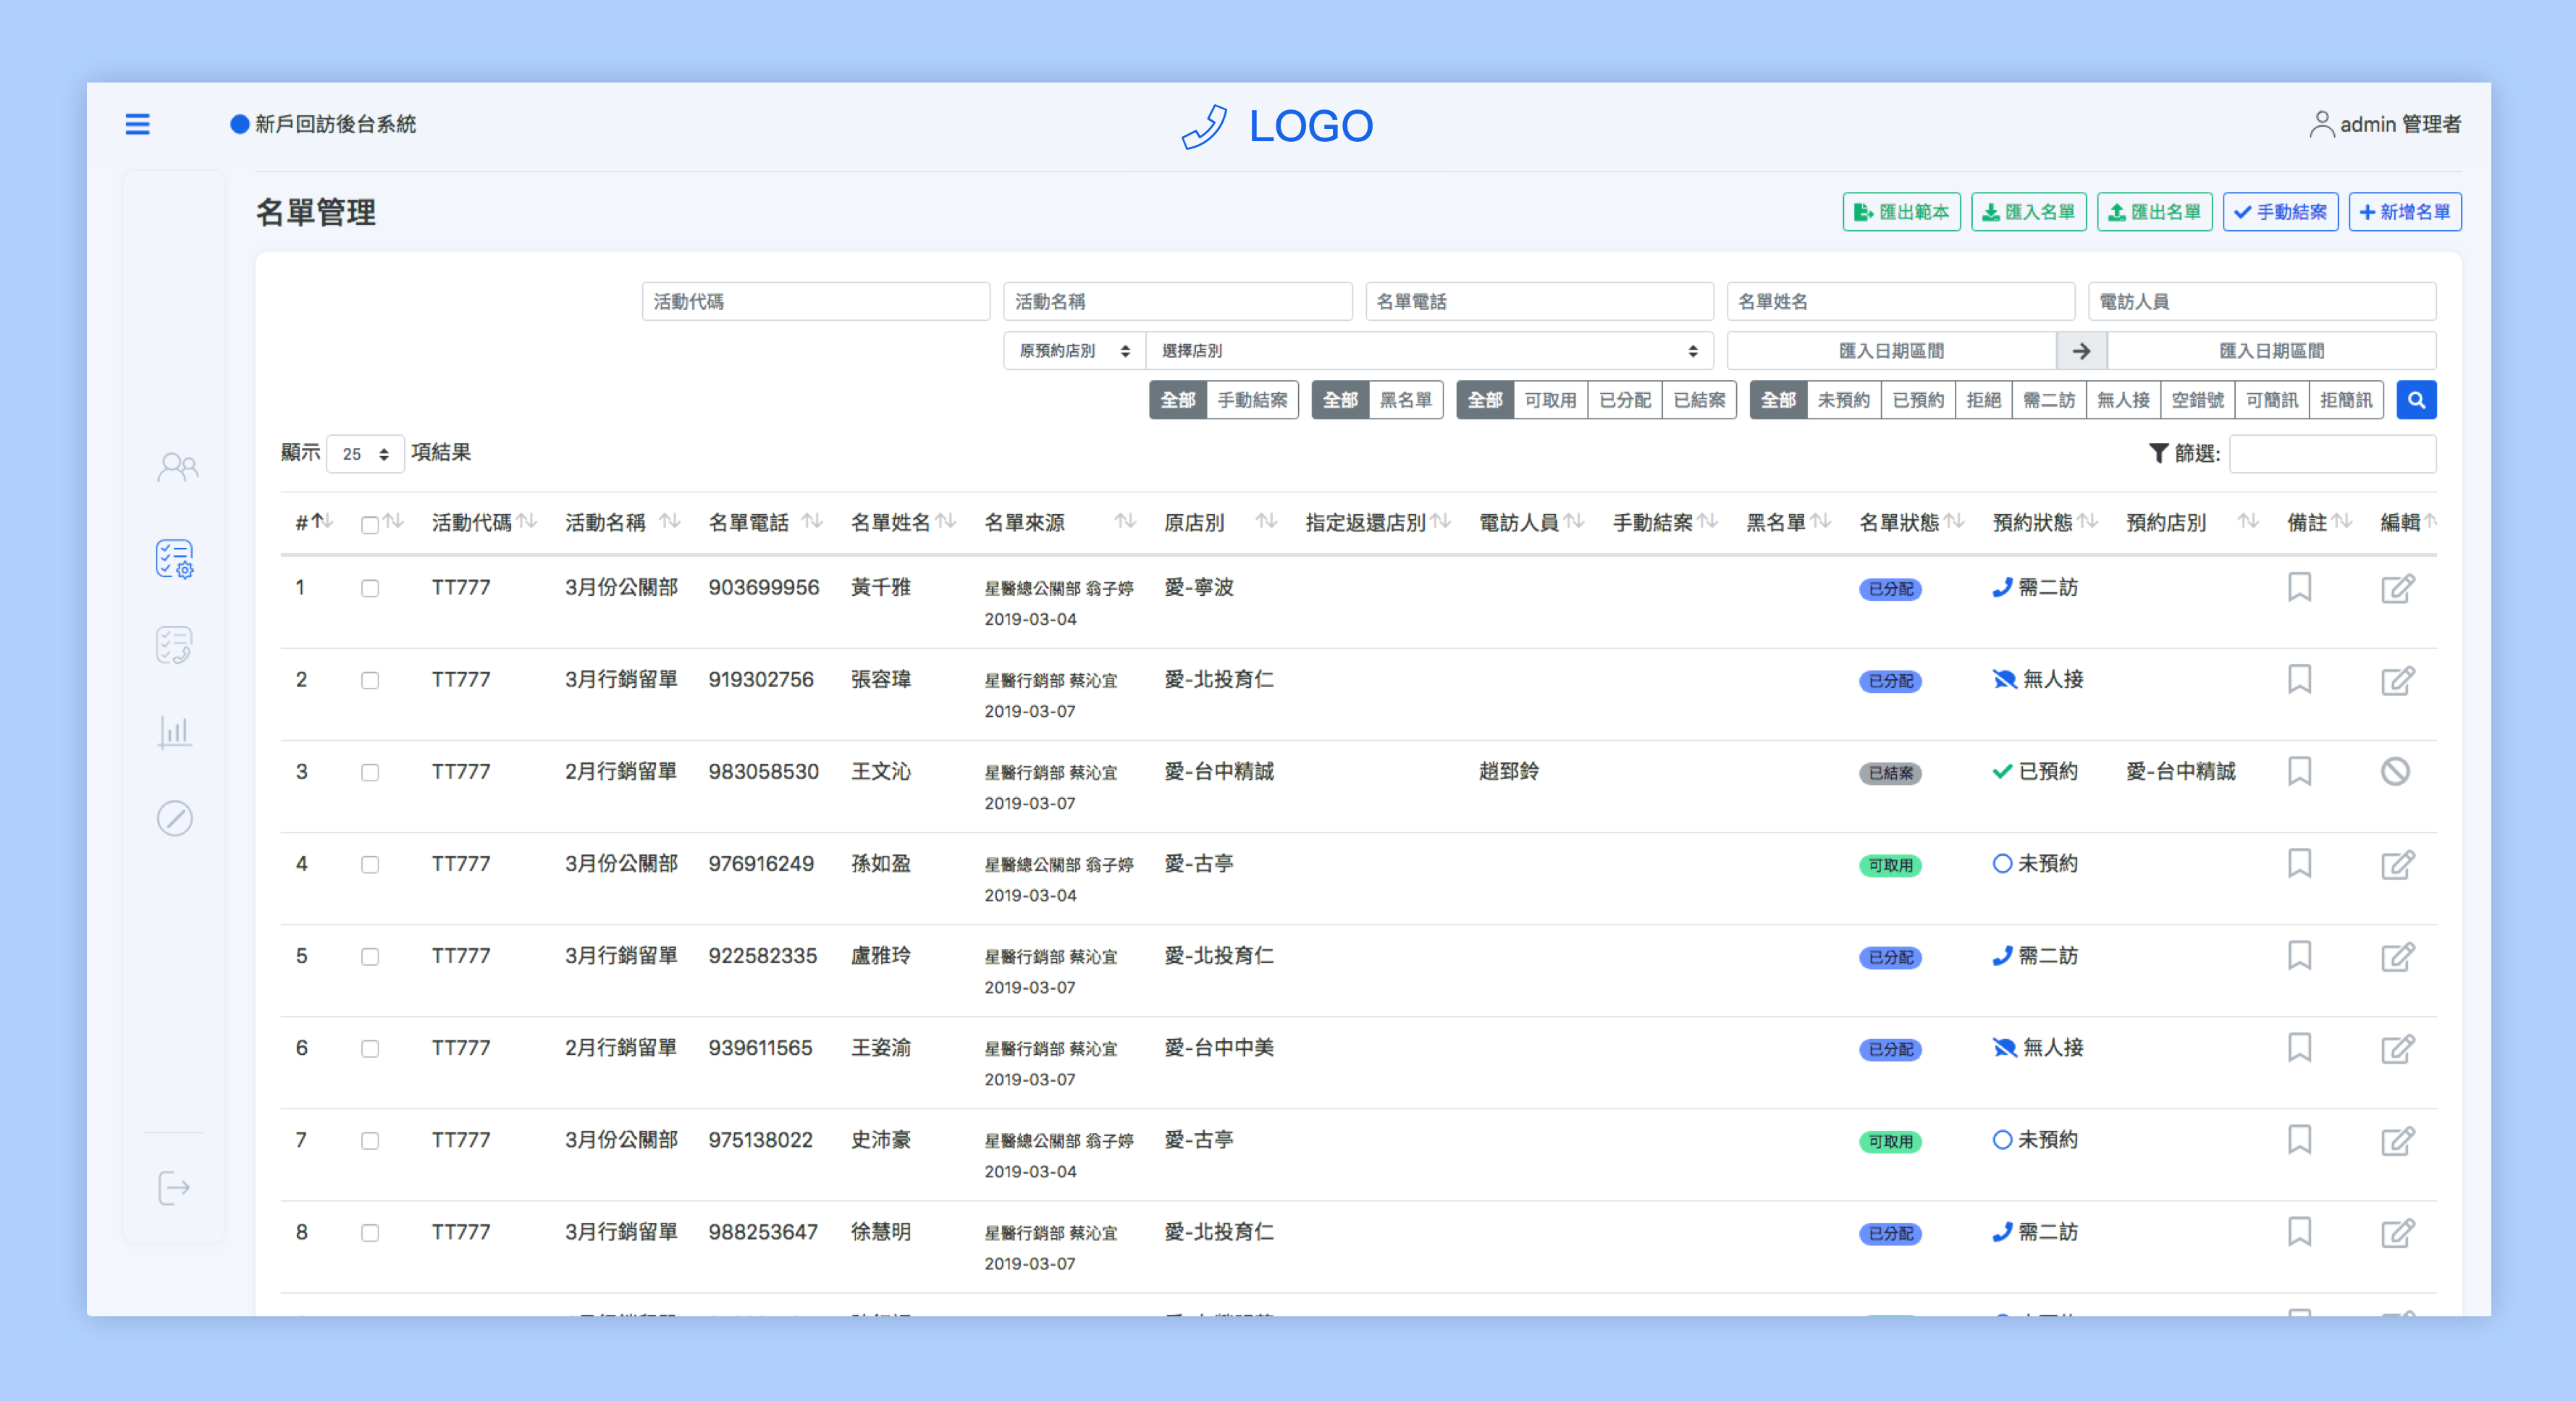 新戶回訪後台系統
LOGO
admin 管理者
名單管理
匯出範本 匯入名單 匯出名單 手動結案 新增名單
活動代碼 活動名稱 名單電話 名單姓名 電訪人員
原預約店別 選擇店別 匯入日期區間 匯入日期區間
全部 手動結案 全部 黑名單 全部 可取用 已分配 已結案 全部 未預約 已預約 拒絕 需二訪 無人接 空錯號 可簡訊 拒簡訊
顯示 25 項結果 篩選:
# 活動代碼 活動名稱 名單電話 名單姓名 名單來源 原店別 指定返還店別 電訪人員 手動結案 黑名單 名單狀態 預約狀態 預約店別 備註 編輯
1 TT777 3月份公關部 903699956 黃千雅 星醫總公關部 翁子婷 愛-寧波 已分配 需二訪
2019-03-04
2 TT777 3月行銷留單 919302756 張容瑋 星醫行銷部 蔡沁宜 愛-北投育仁 已分配 無人接
2019-03-07
3 TT777 2月行銷留單 983058530 王文沁 星醫行銷部 蔡沁宜 愛-台中精誠 趙郅鈴 已結案 已預約 愛-台中精誠
2019-03-07
4 TT777 3月份公關部 976916249 孫如盈 星醫總公關部 翁子婷 愛-古亭 可取用 未預約
2019-03-04
5 TT777 3月行銷留單 922582335 盧雅玲 星醫行銷部 蔡沁宜 愛-北投育仁 已分配 需二訪
2019-03-07
6 TT777 2月行銷留單 939611565 王姿渝 星醫行銷部 蔡沁宜 愛-台中中美 已分配 無人接
2019-03-07
7 TT777 3月份公關部 975138022 史沛豪 星醫總公關部 翁子婷 愛-古亭 可取用 未預約
2019-03-04
8 TT777 3月行銷留單 988253647 徐慧明 星醫行銷部 蔡沁宜 愛-北投育仁 已分配 需二訪
2019-03-07